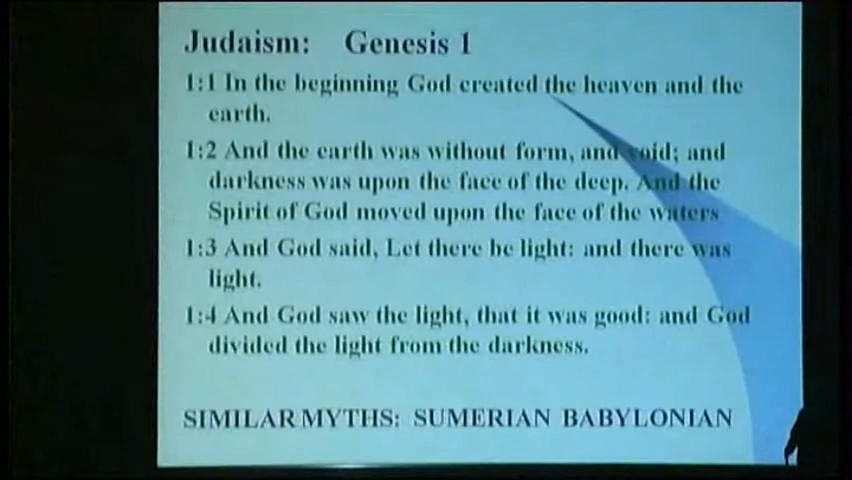 Judaism: Genesis 1
1:1 In the beginning God created the heaven and the
earth.
1:2 And the earth was without form, and void; and
darkness was upon the face of the deep. And the
Spirit of God moved upon the face of the waters
1:3 And God said, Let there be light: and there was
light.
1:4 And God saw the light, that it was good: and God
divided the light from the darkness.
SIMILAR MYTHS: SUMERIAN BABYLONIAN